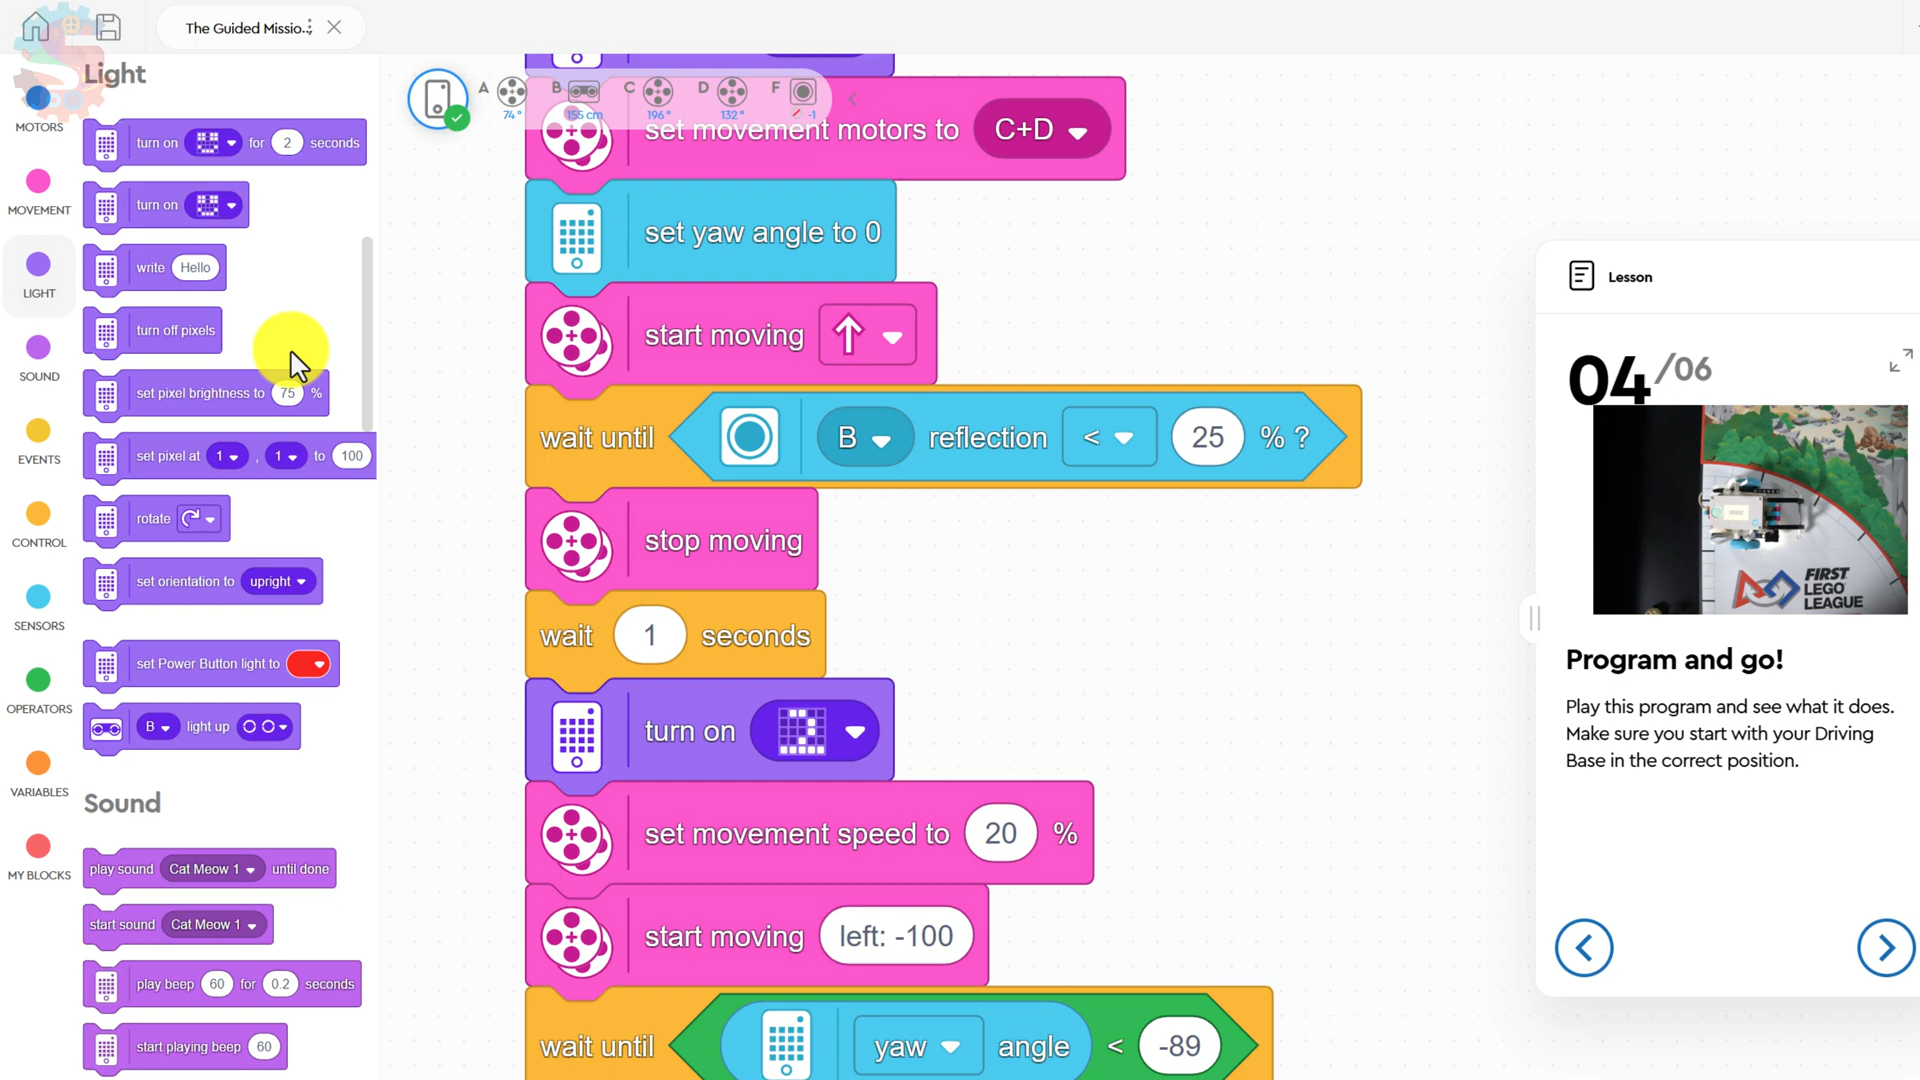 The Guided Missio..
A
74°
B
155 cm
C
196°
D
132°
F
-1
MOTORS
MOVEMENT
LIGHT
SOUND
EVENTS
CONTROL
SENSORS
OPERATORS
VARIABLES
MY BLOCKS
Light
turn on for 2 seconds
turn on
write Hello
turn off pixels
set pixel brightness to 75 %
set pixel at 1 , 1 to 100
rotate
set orientation to upright
set Power Button light to
B light up
Sound
play sound Cat Meow 1 until done
start sound Cat Meow 1
play beep 60 for 0.2 seconds
start playing beep 60
set movement motors to C+D
set yaw angle to 0
start moving
wait until B reflection < 25 % ?
stop moving
wait 1 seconds
turn on
set movement speed to 20 %
start moving left: -100
wait until yaw angle < -89
Lesson
04/06
FIRST
LEGO
LEAGUE
Program and go!
Play this program and see what it does.
Make sure you start with your Driving
Base in the correct position.